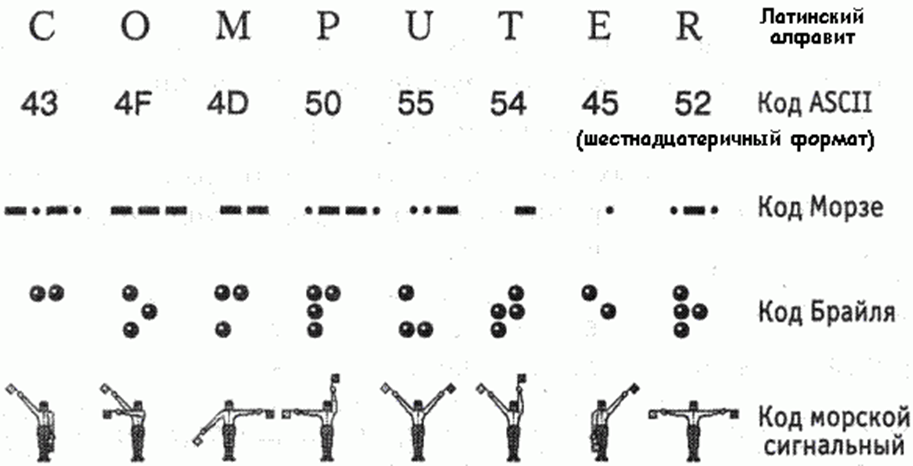 C O M P U T E R Латинский алфавит
43 4F 4D 50 55 54 45 52 Код ASCII
(шестнадцатеричный формат)
Код Морзе
Код Брайля
Код морской сигнальный